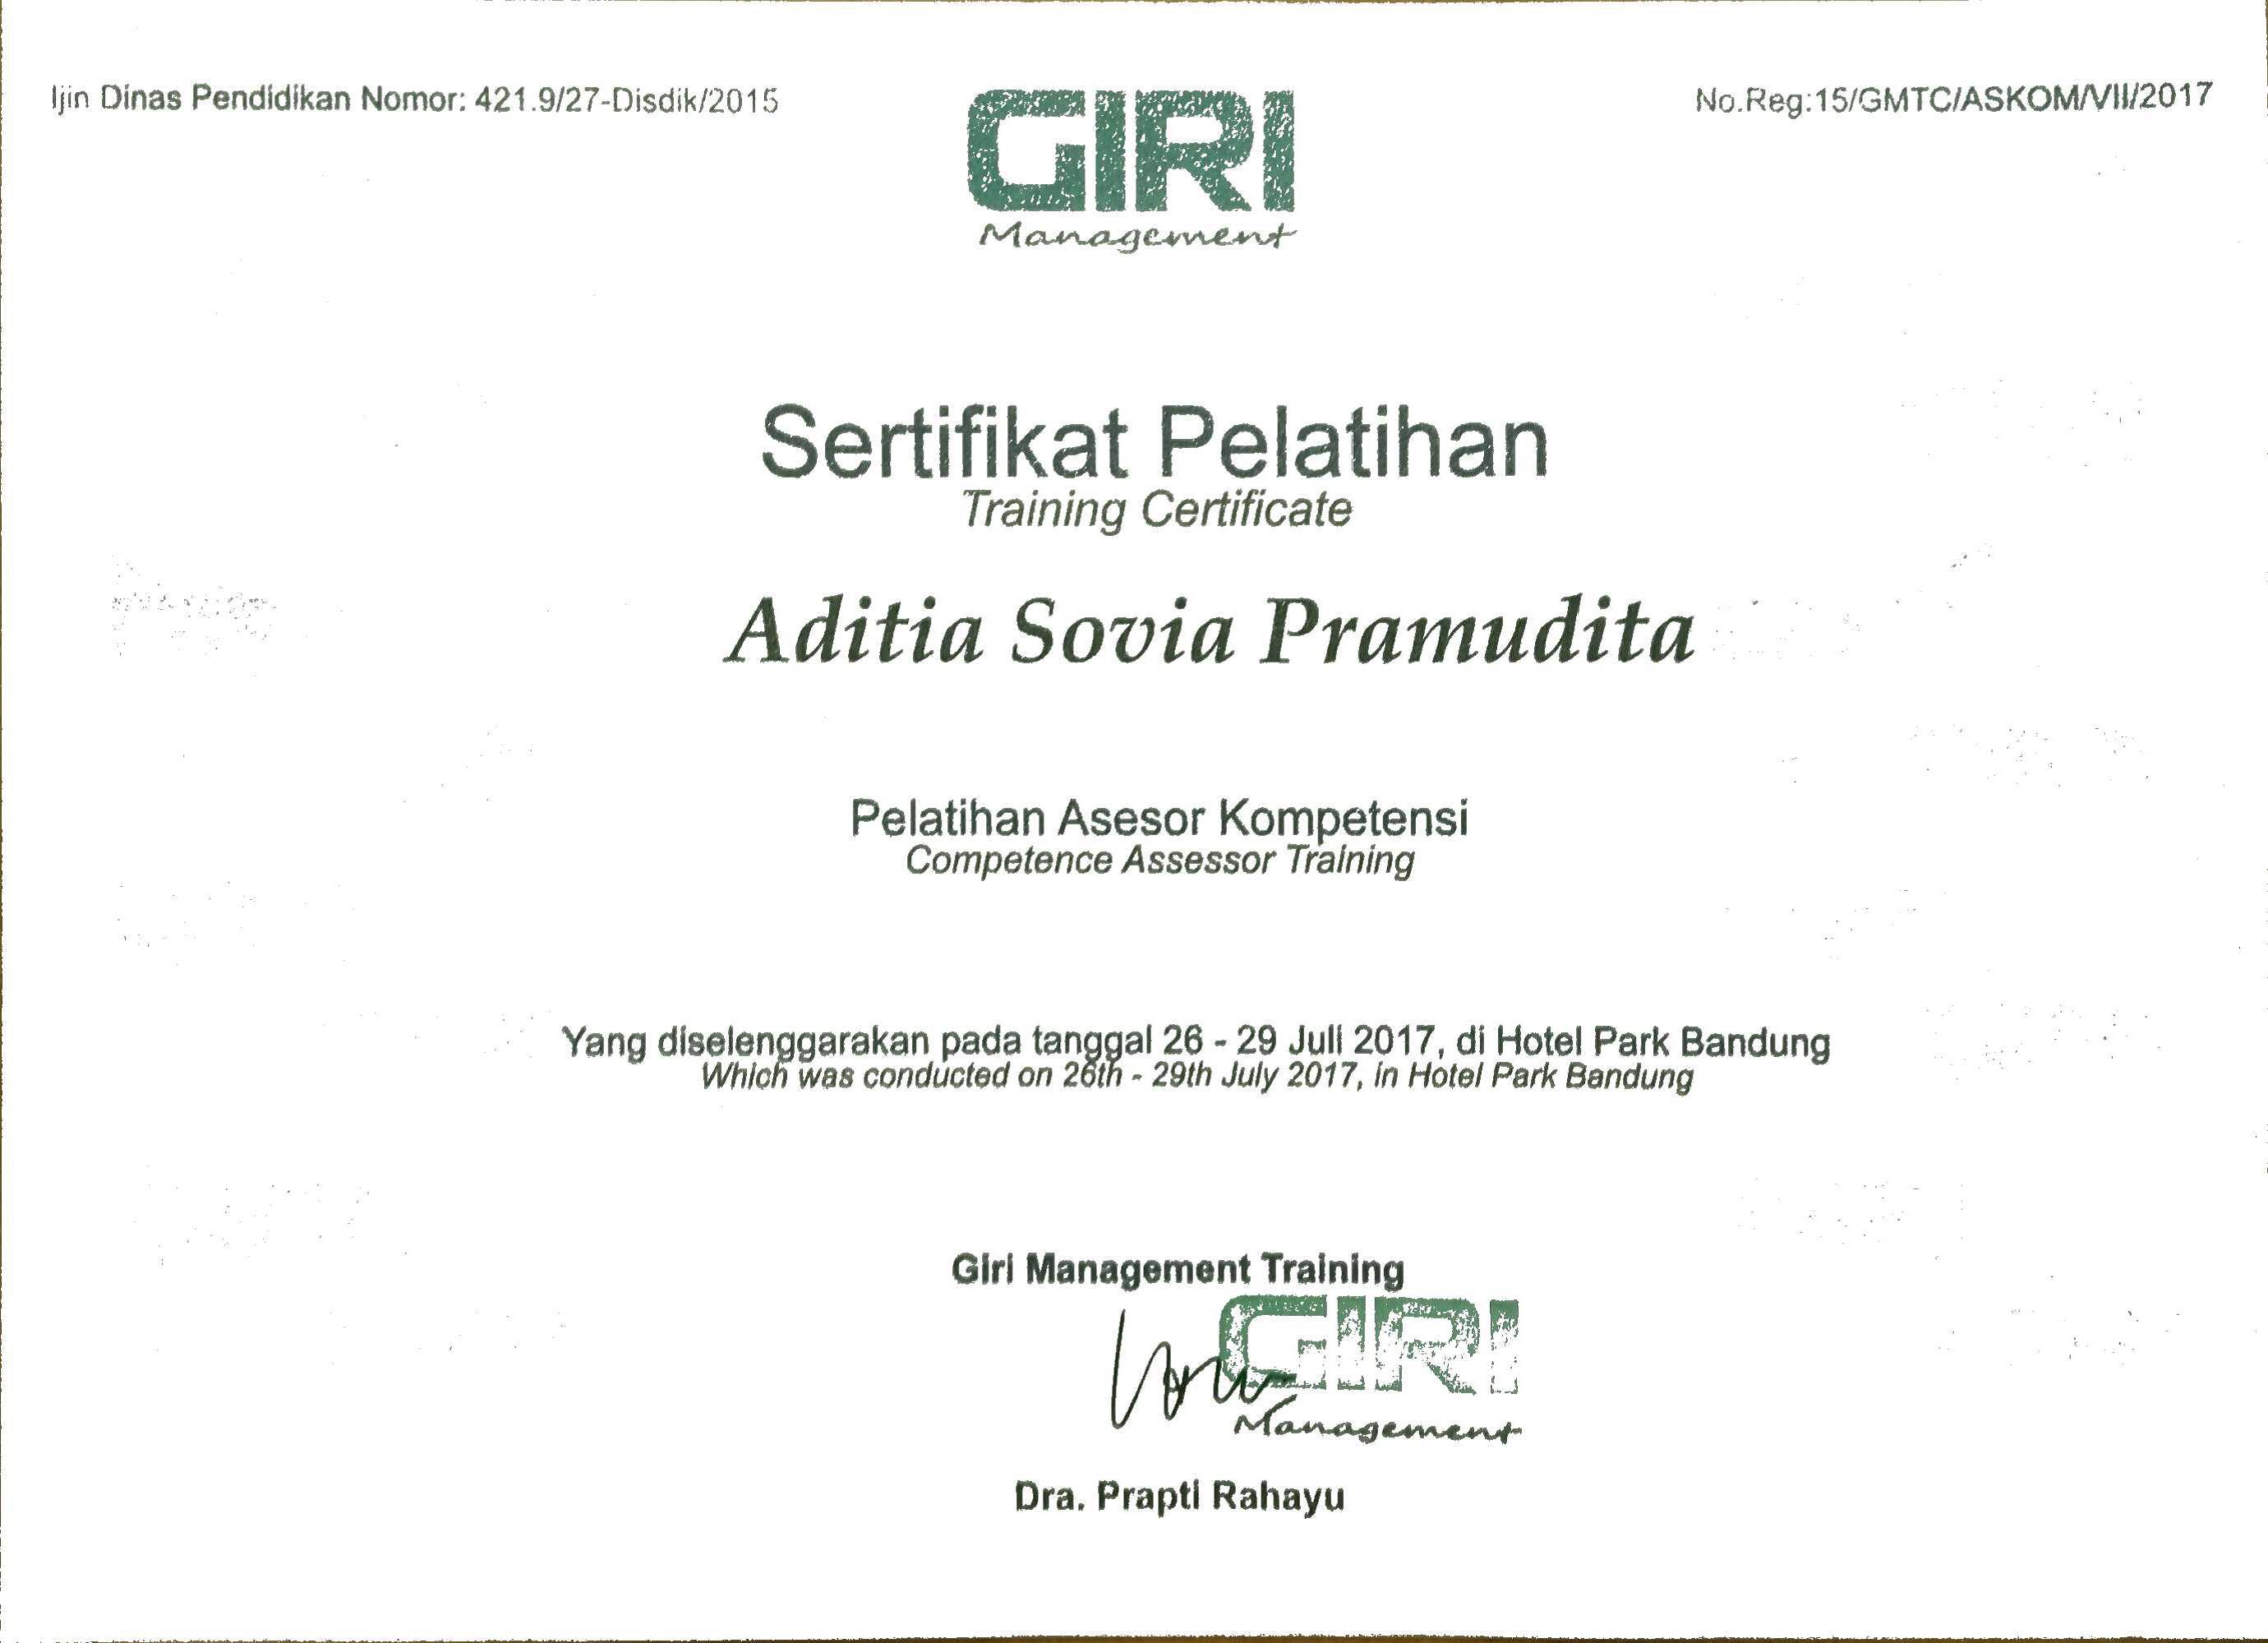 Ijin Dinas Pendidikan Nomor: 421.9/27-Disdik/2015
No.Reg:15/GMTC/ASKOM/VII/2017
GIRI
Management
Sertifikat Pelatihan
Training Certificate
Aditia Sovia Pramudita
Pelatihan Asesor Kompetensi
Competence Assessor Training
Yang diselenggarakan pada tanggal 26 - 29 Juli 2017, di Hotel Park Bandung
Which was conducted on 26th - 29th July 2017, in Hotel Park Bandung
Giri Management Training
GIRI
Management
Dra. Prapti Rahayu